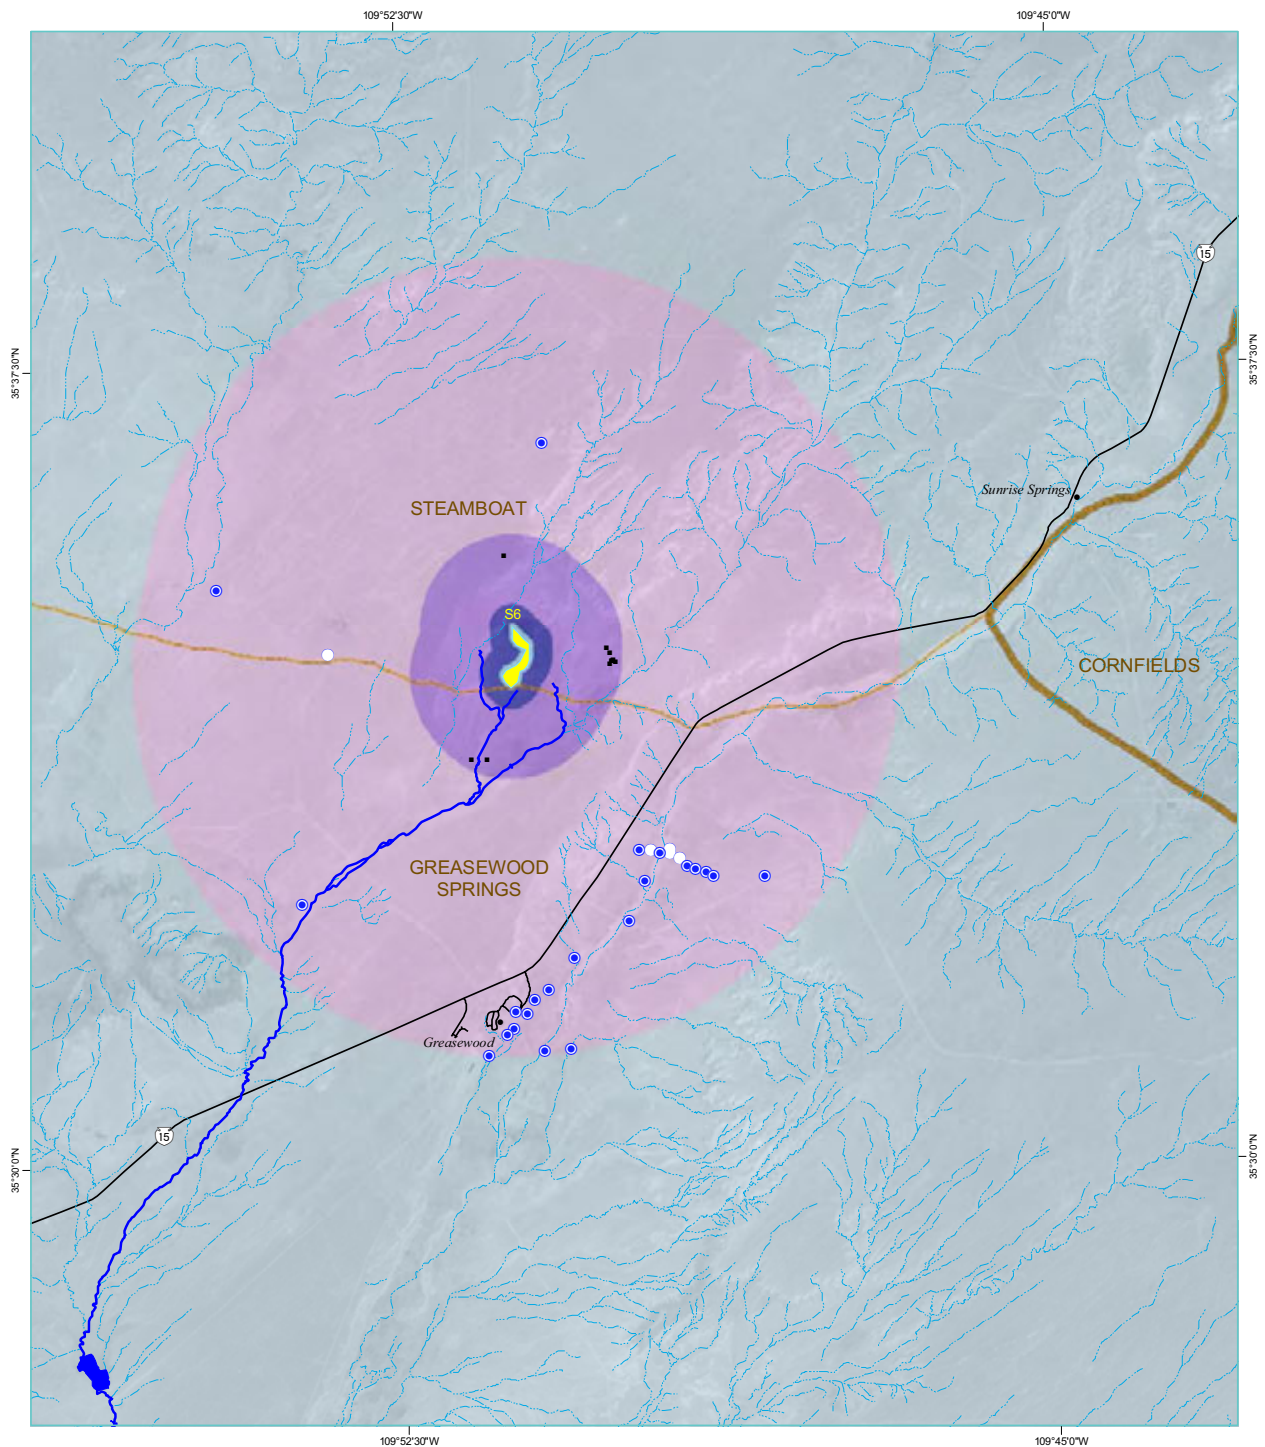 109°52'30"W
109°45'0"W
15
35°37'30"N
35°37'30"N
Sunrise Springs
STEAMBOAT
S6
CORNFIELDS
GREASEWOOD
SPRINGS
Greasewood
15
35°30'0"N
35°30'0"N
109°52'30"W
109°45'0"W